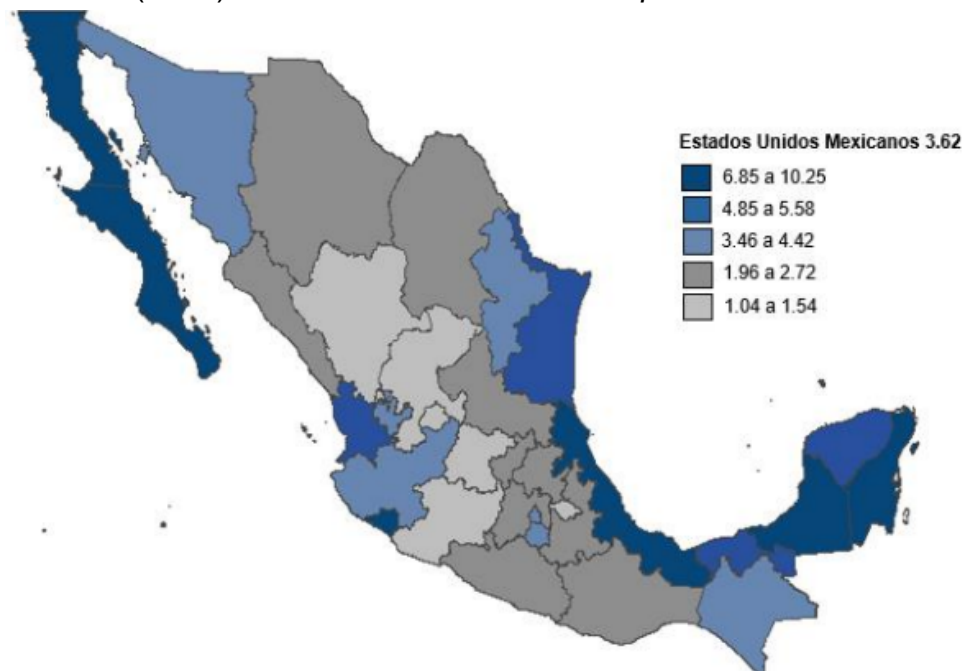 Estados Unidos Mexicanos 3.62
6.85 a 10.25
4.85 a 5.58
3.46 a 4.42
1.96 a 2.72
1.04 a 1.54